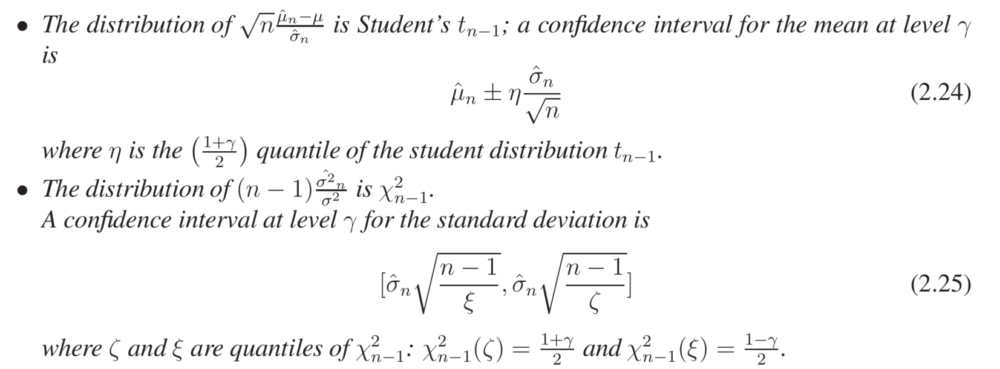 • The distribution of $\sqrt{n}\frac{\hat{\mu}_n-\mu}{\hat{\sigma}_n}$ is Student's $t_{n-1}$; a confidence interval for the mean at level $\gamma$
is
$\hat{\mu}_n \pm \eta\frac{\hat{\sigma}_n}{\sqrt{n}}$ (2.24)
where $\eta$ is the $\left(\frac{1+\gamma}{2}\right)$ quantile of the student distribution $t_{n-1}$.
• The distribution of $(n-1)\frac{\hat{\sigma^2}_n}{\sigma^2}$ is $\chi^2_{n-1}$.
A confidence interval at level $\gamma$ for the standard deviation is
$[\hat{\sigma}_n\sqrt{\frac{n-1}{\xi}}, \hat{\sigma}_n\sqrt{\frac{n-1}{\zeta}}]$ (2.25)
where $\zeta$ and $\xi$ are quantiles of $\chi^2_{n-1}$: $\chi^2_{n-1}(\zeta) = \frac{1+\gamma}{2}$ and $\chi^2_{n-1}(\xi) = \frac{1-\gamma}{2}$.